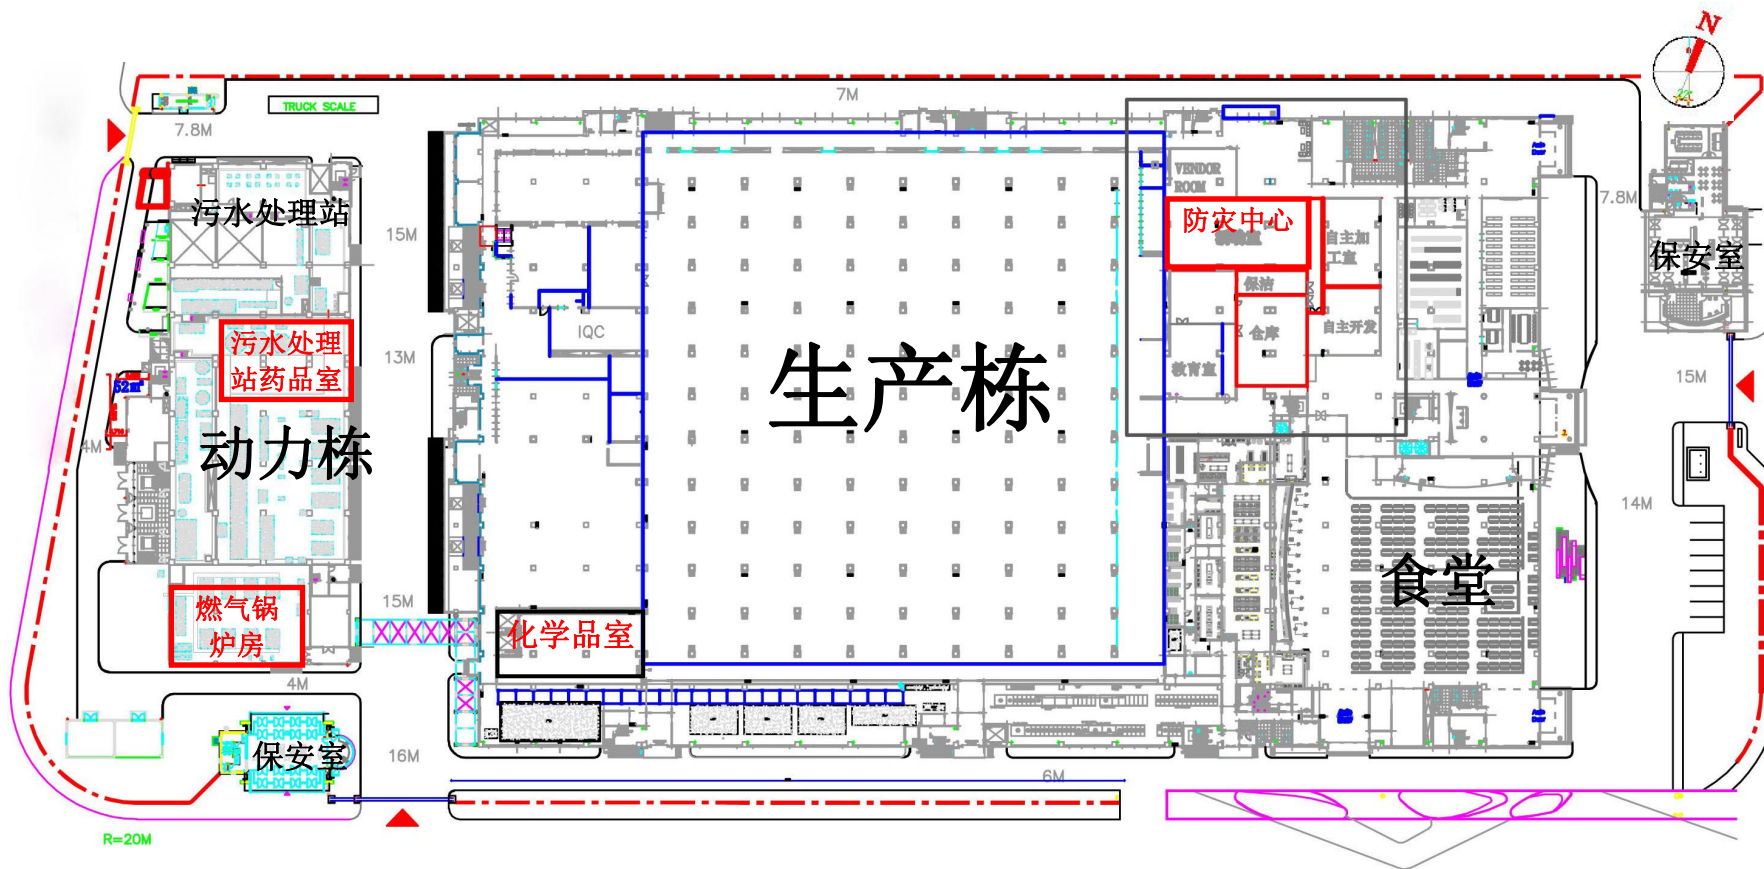 N
TRUCK SCALE
7M
7.8M
7.8M
污水处理站
VENDOR
ROOM
防灾中心
自主加
工室
15M
保安室
保洁
IQC
仓库
自主开发
污水处理
站药品室
13M
生产栋
教育室
15M
52m²
4M
动力栋
14M
食堂
燃气锅
炉房
15M
化学品室
4M
保安室
16M
6M
R=20M